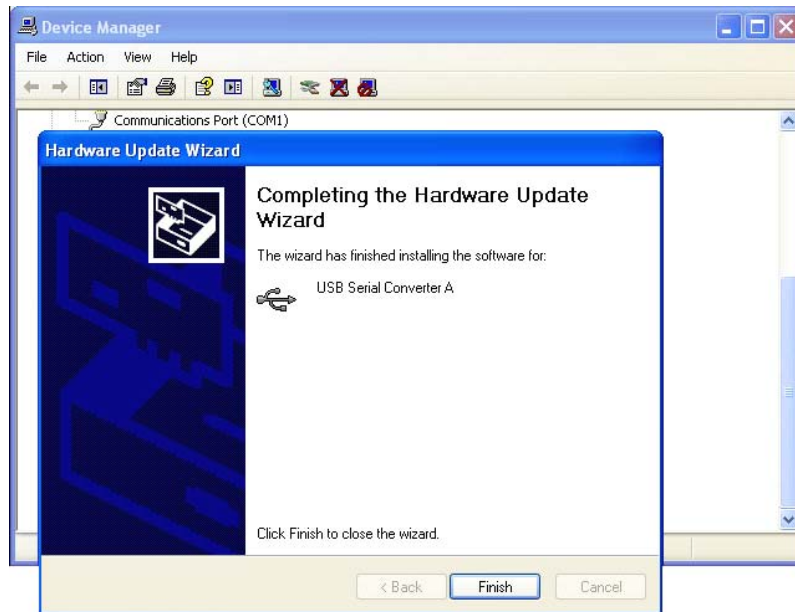 Device Manager
File Action View Help
Communications Port (COM1)
Hardware Update Wizard
Completing the Hardware Update
Wizard
The wizard has finished installing the software for:
USB Serial Converter A
Click Finish to close the wizard.
< Back Finish Cancel